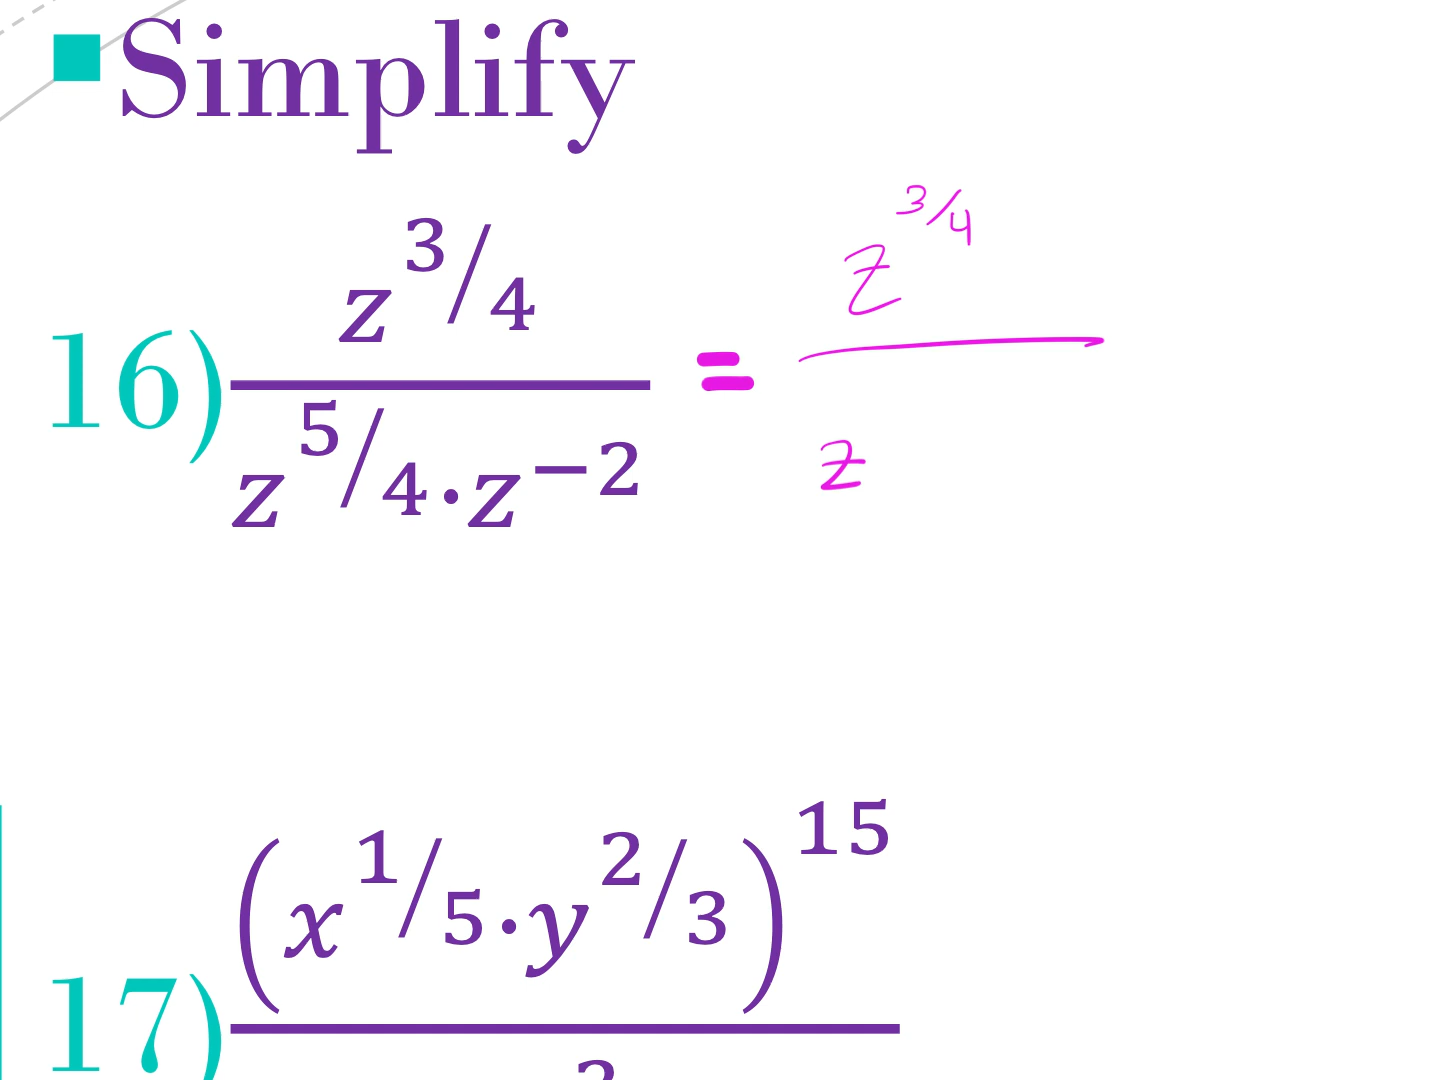 Simplify
16) z^{3/4} / (z^{5/4} · z^{−2}) = z^{3/4} / z
17) (x^{1/5} · y^{2/3})^{15}